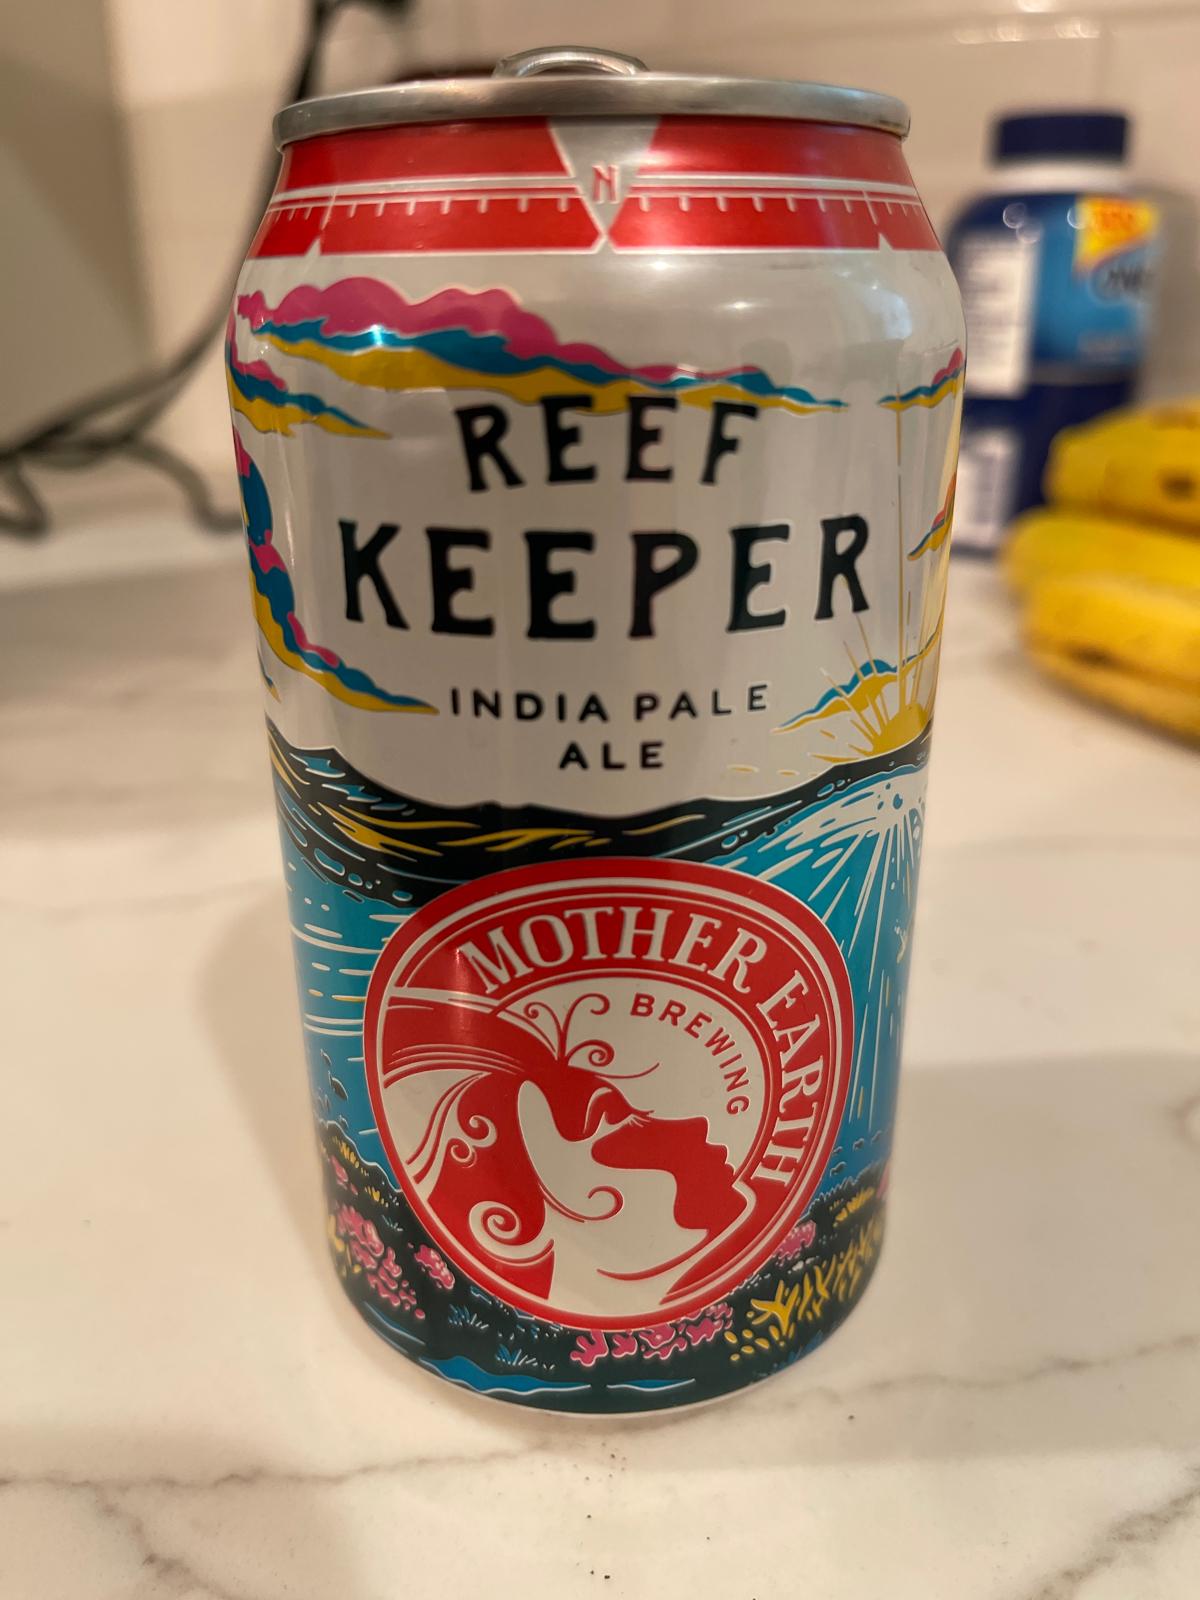 N
REEF
KEEPER
INDIA PALE
ALE
MOTHER EARTH
BREWING